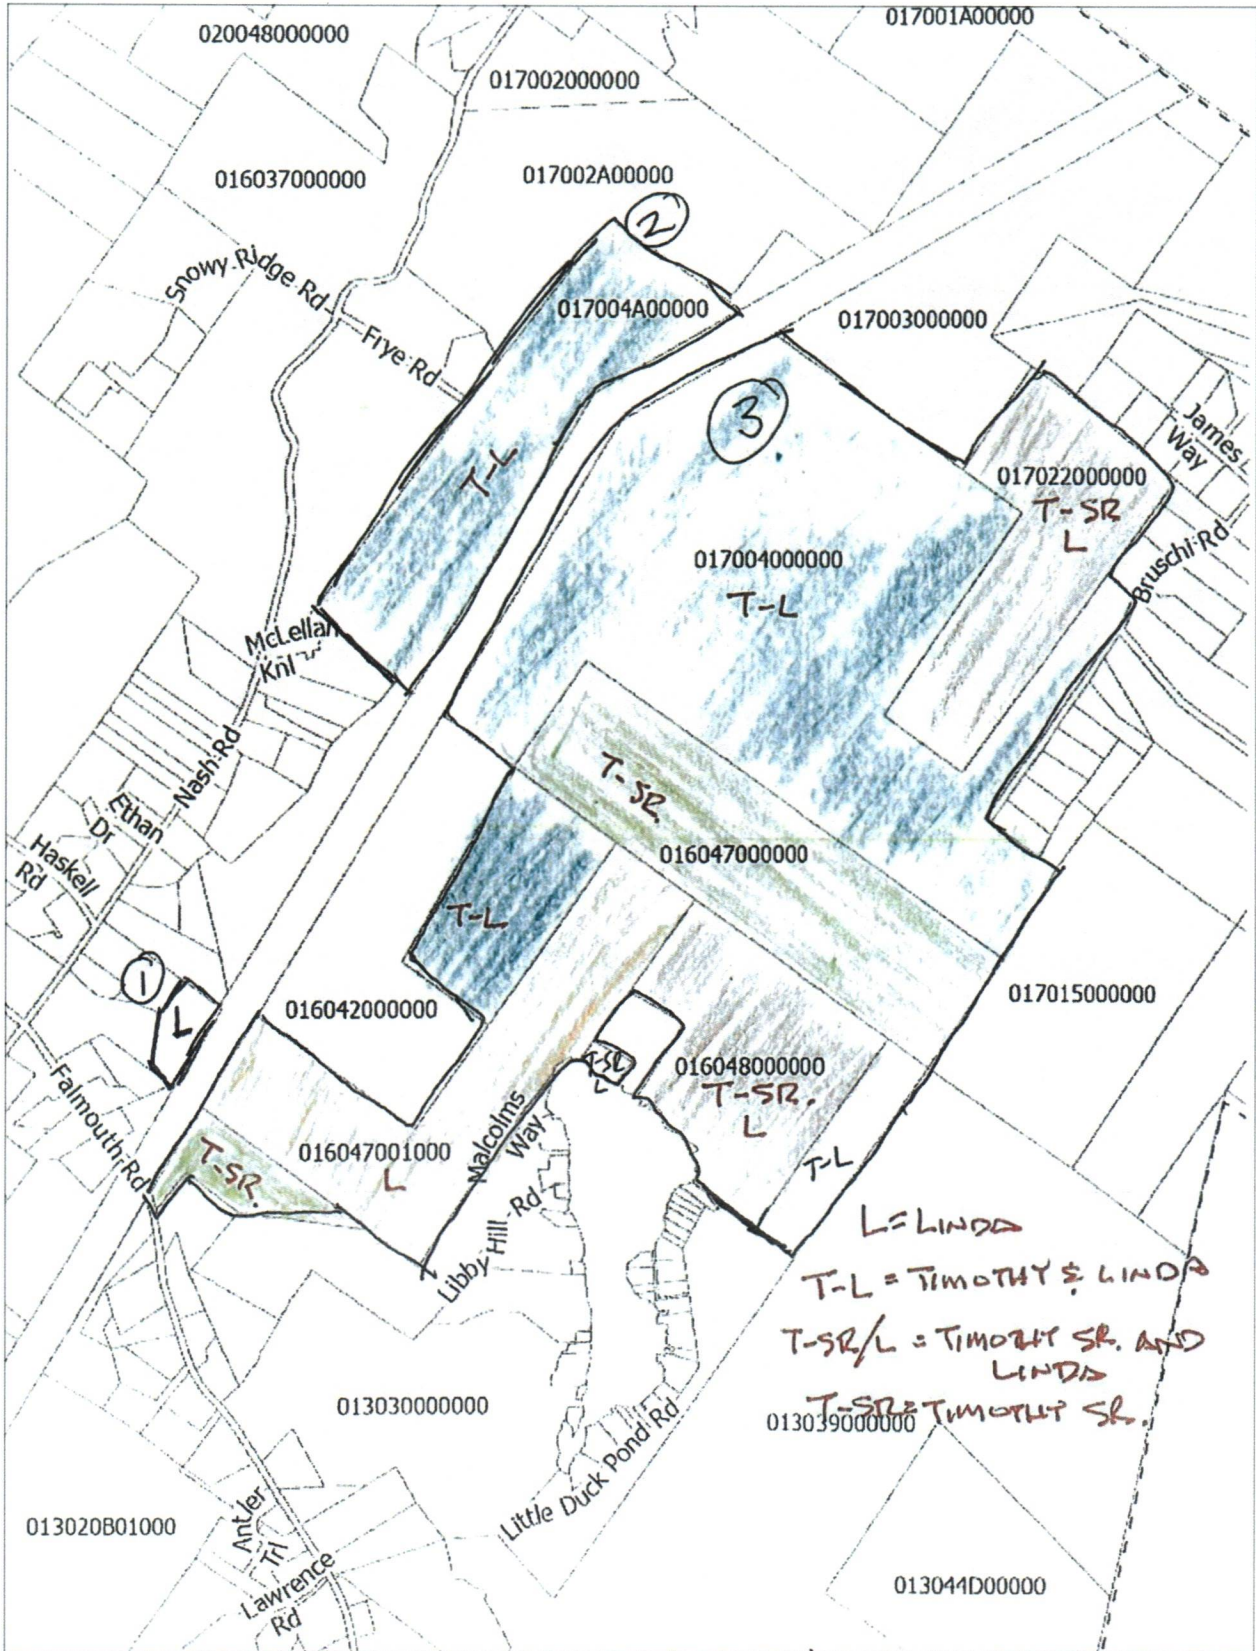 017001A00000
020048000000
017002000000
016037000000
017002A00000
2
Snowy Ridge Rd
017004A00000
017003000000
Frye Rd
3
James
Way
017022000000
T-SR
L
T-L
017004000000
T-L
Bruschi Rd
McLellan
Knl
Nash Rd
T-SR.
Ethan
Dr
016047000000
Haskell
Rd
T-L
1
L
016042000000
017015000000
T-SR
L
016048000000
T-SR.
L
Falmouth Rd
Malcolms
Way
016047001000
L
T-SR.
T-L
Libby Hill Rd
L=LINDA
T-L = TIMOTHY & LINDA
T-SR/L = TIMOTHY SR. AND
LINDA
T-SR= TIMOTHY SR.
013030000000
013039000000
Little Duck Pond Rd
013020B01000
Antler
Trl
Lawrence
Rd
013044D00000